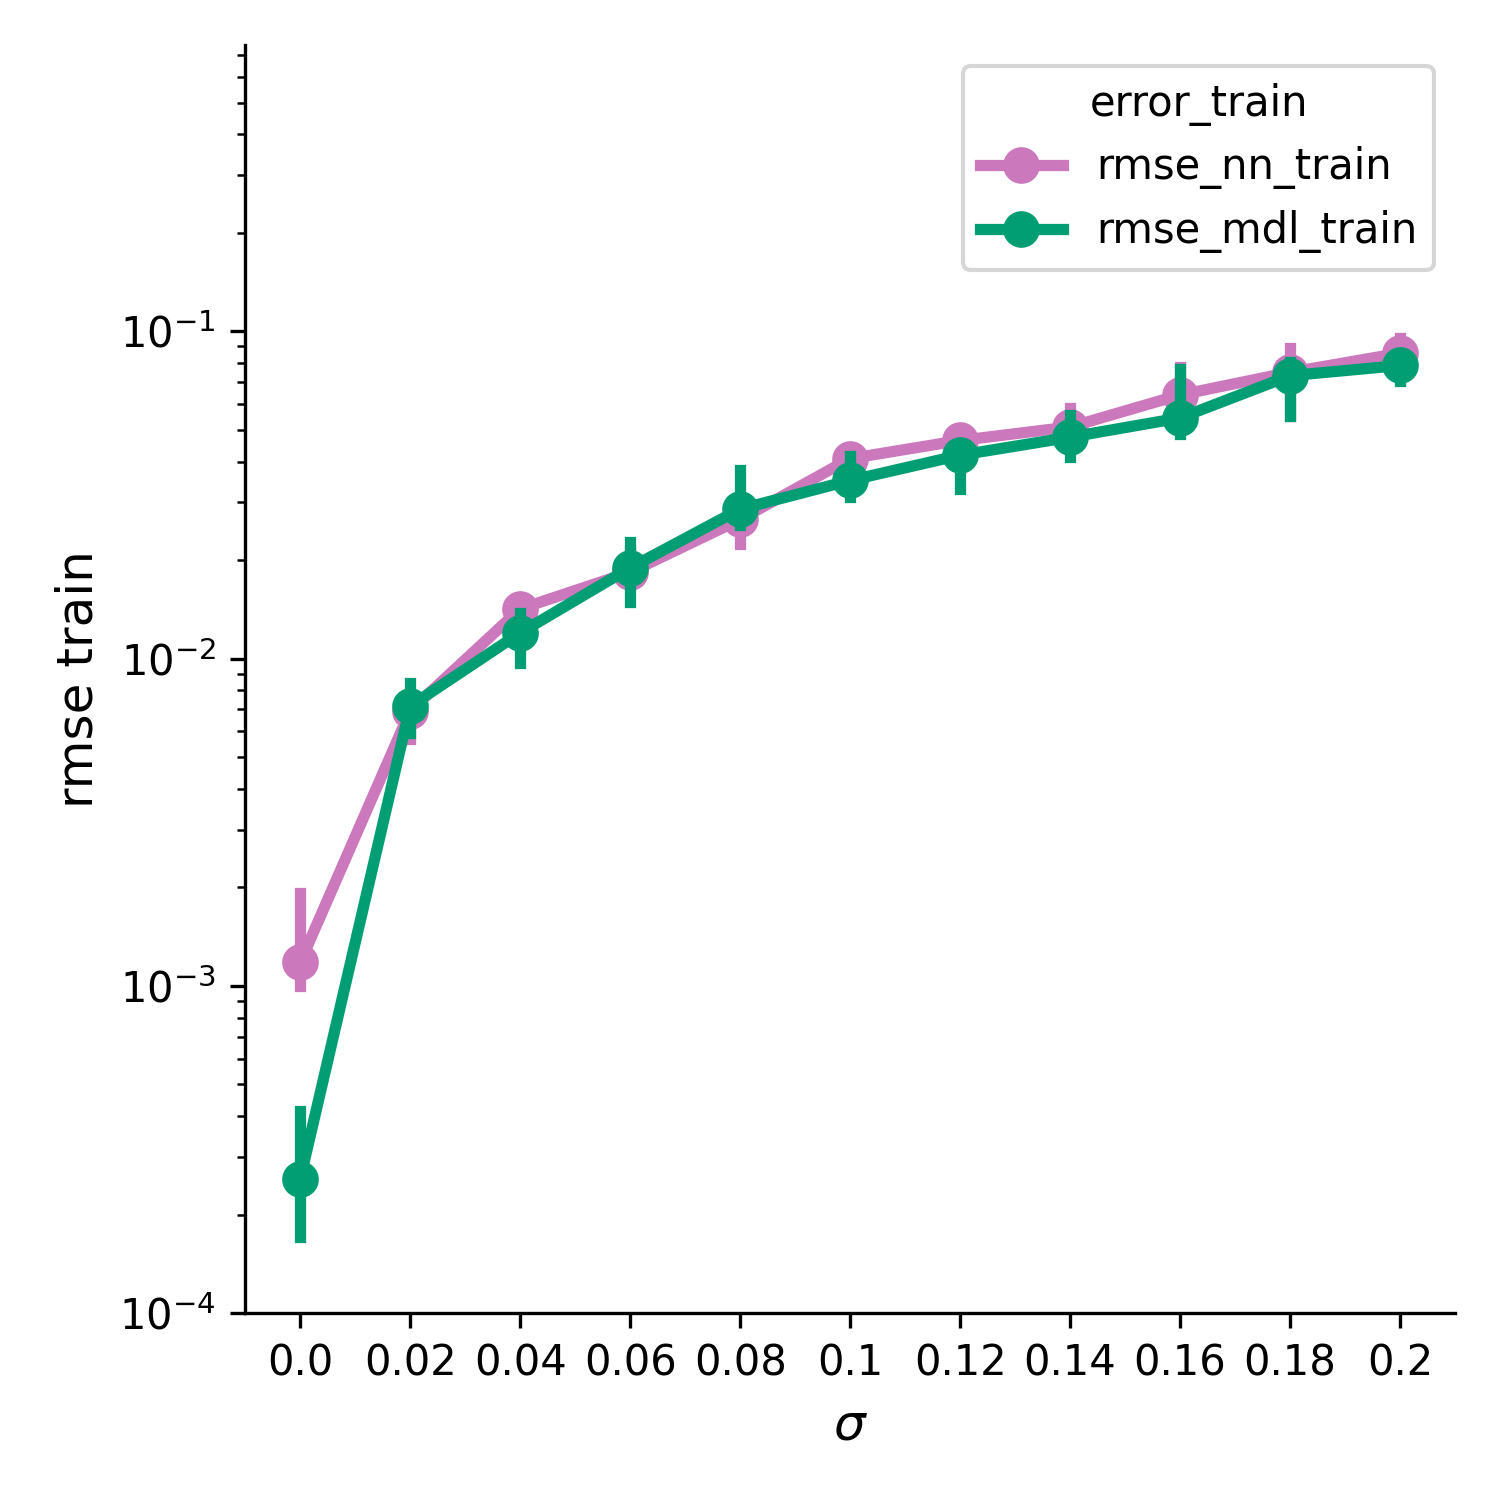 error_train
rmse_nn_train
rmse_mdl_train
rmse train
10⁻¹
10⁻²
10⁻³
10⁻⁴
0.0 0.02 0.04 0.06 0.08 0.1 0.12 0.14 0.16 0.18 0.2
σ